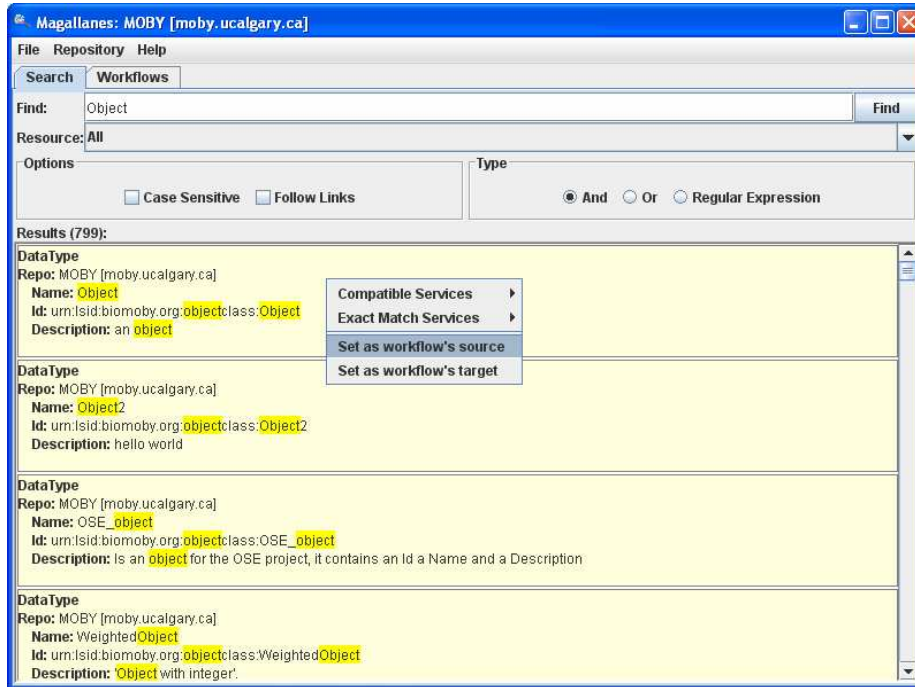 Magallanes: MOBY [moby.ucalgary.ca]
File Repository Help
Search Workflows
Find: Object Find
Resource: All
Options Type
Case Sensitive Follow Links And Or Regular Expression
Results (799):
DataType
Repo: MOBY [moby.ucalgary.ca]
Name: Object
Id: urn:lsid:biomoby.org:objectclass:Object
Description: an object
Compatible Services
Exact Match Services
Set as workflow's source
Set as workflow's target
DataType
Repo: MOBY [moby.ucalgary.ca]
Name: Object2
Id: urn:lsid:biomoby.org:objectclass:Object2
Description: hello world
DataType
Repo: MOBY [moby.ucalgary.ca]
Name: OSE_object
Id: urn:lsid:biomoby.org:objectclass:OSE_object
Description: Is an object for the OSE project, it contains an Id a Name and a Description
DataType
Repo: MOBY [moby.ucalgary.ca]
Name: WeightedObject
Id: urn:lsid:biomoby.org:objectclass:WeightedObject
Description: 'Object with integer'.